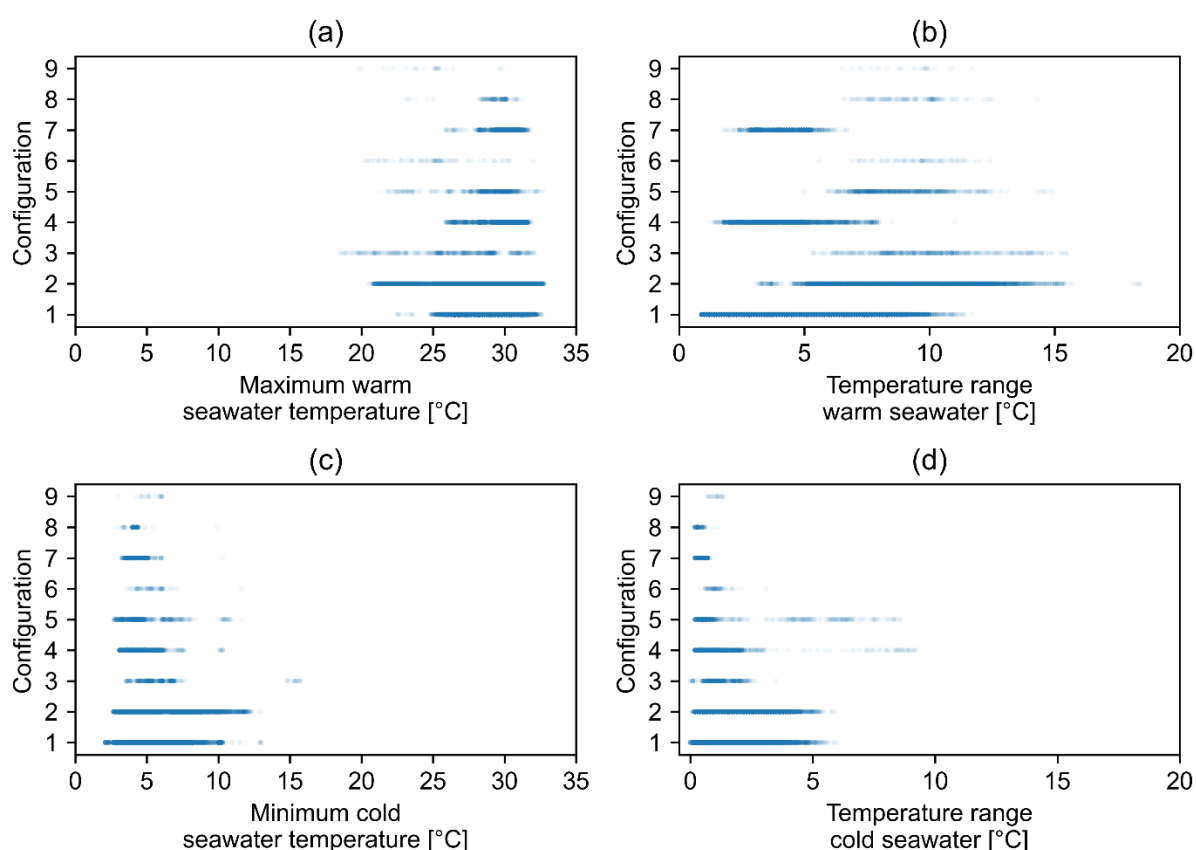 (a)
Configuration
9
8
7
6
5
4
3
2
1
0 5 10 15 20 25 30 35
Maximum warm
seawater temperature [°C]
(b)
Configuration
9
8
7
6
5
4
3
2
1
0 5 10 15 20
Temperature range
warm seawater [°C]
(c)
Configuration
9
8
7
6
5
4
3
2
1
0 5 10 15 20 25 30 35
Minimum cold
seawater temperature [°C]
(d)
Configuration
9
8
7
6
5
4
3
2
1
0 5 10 15 20
Temperature range
cold seawater [°C]